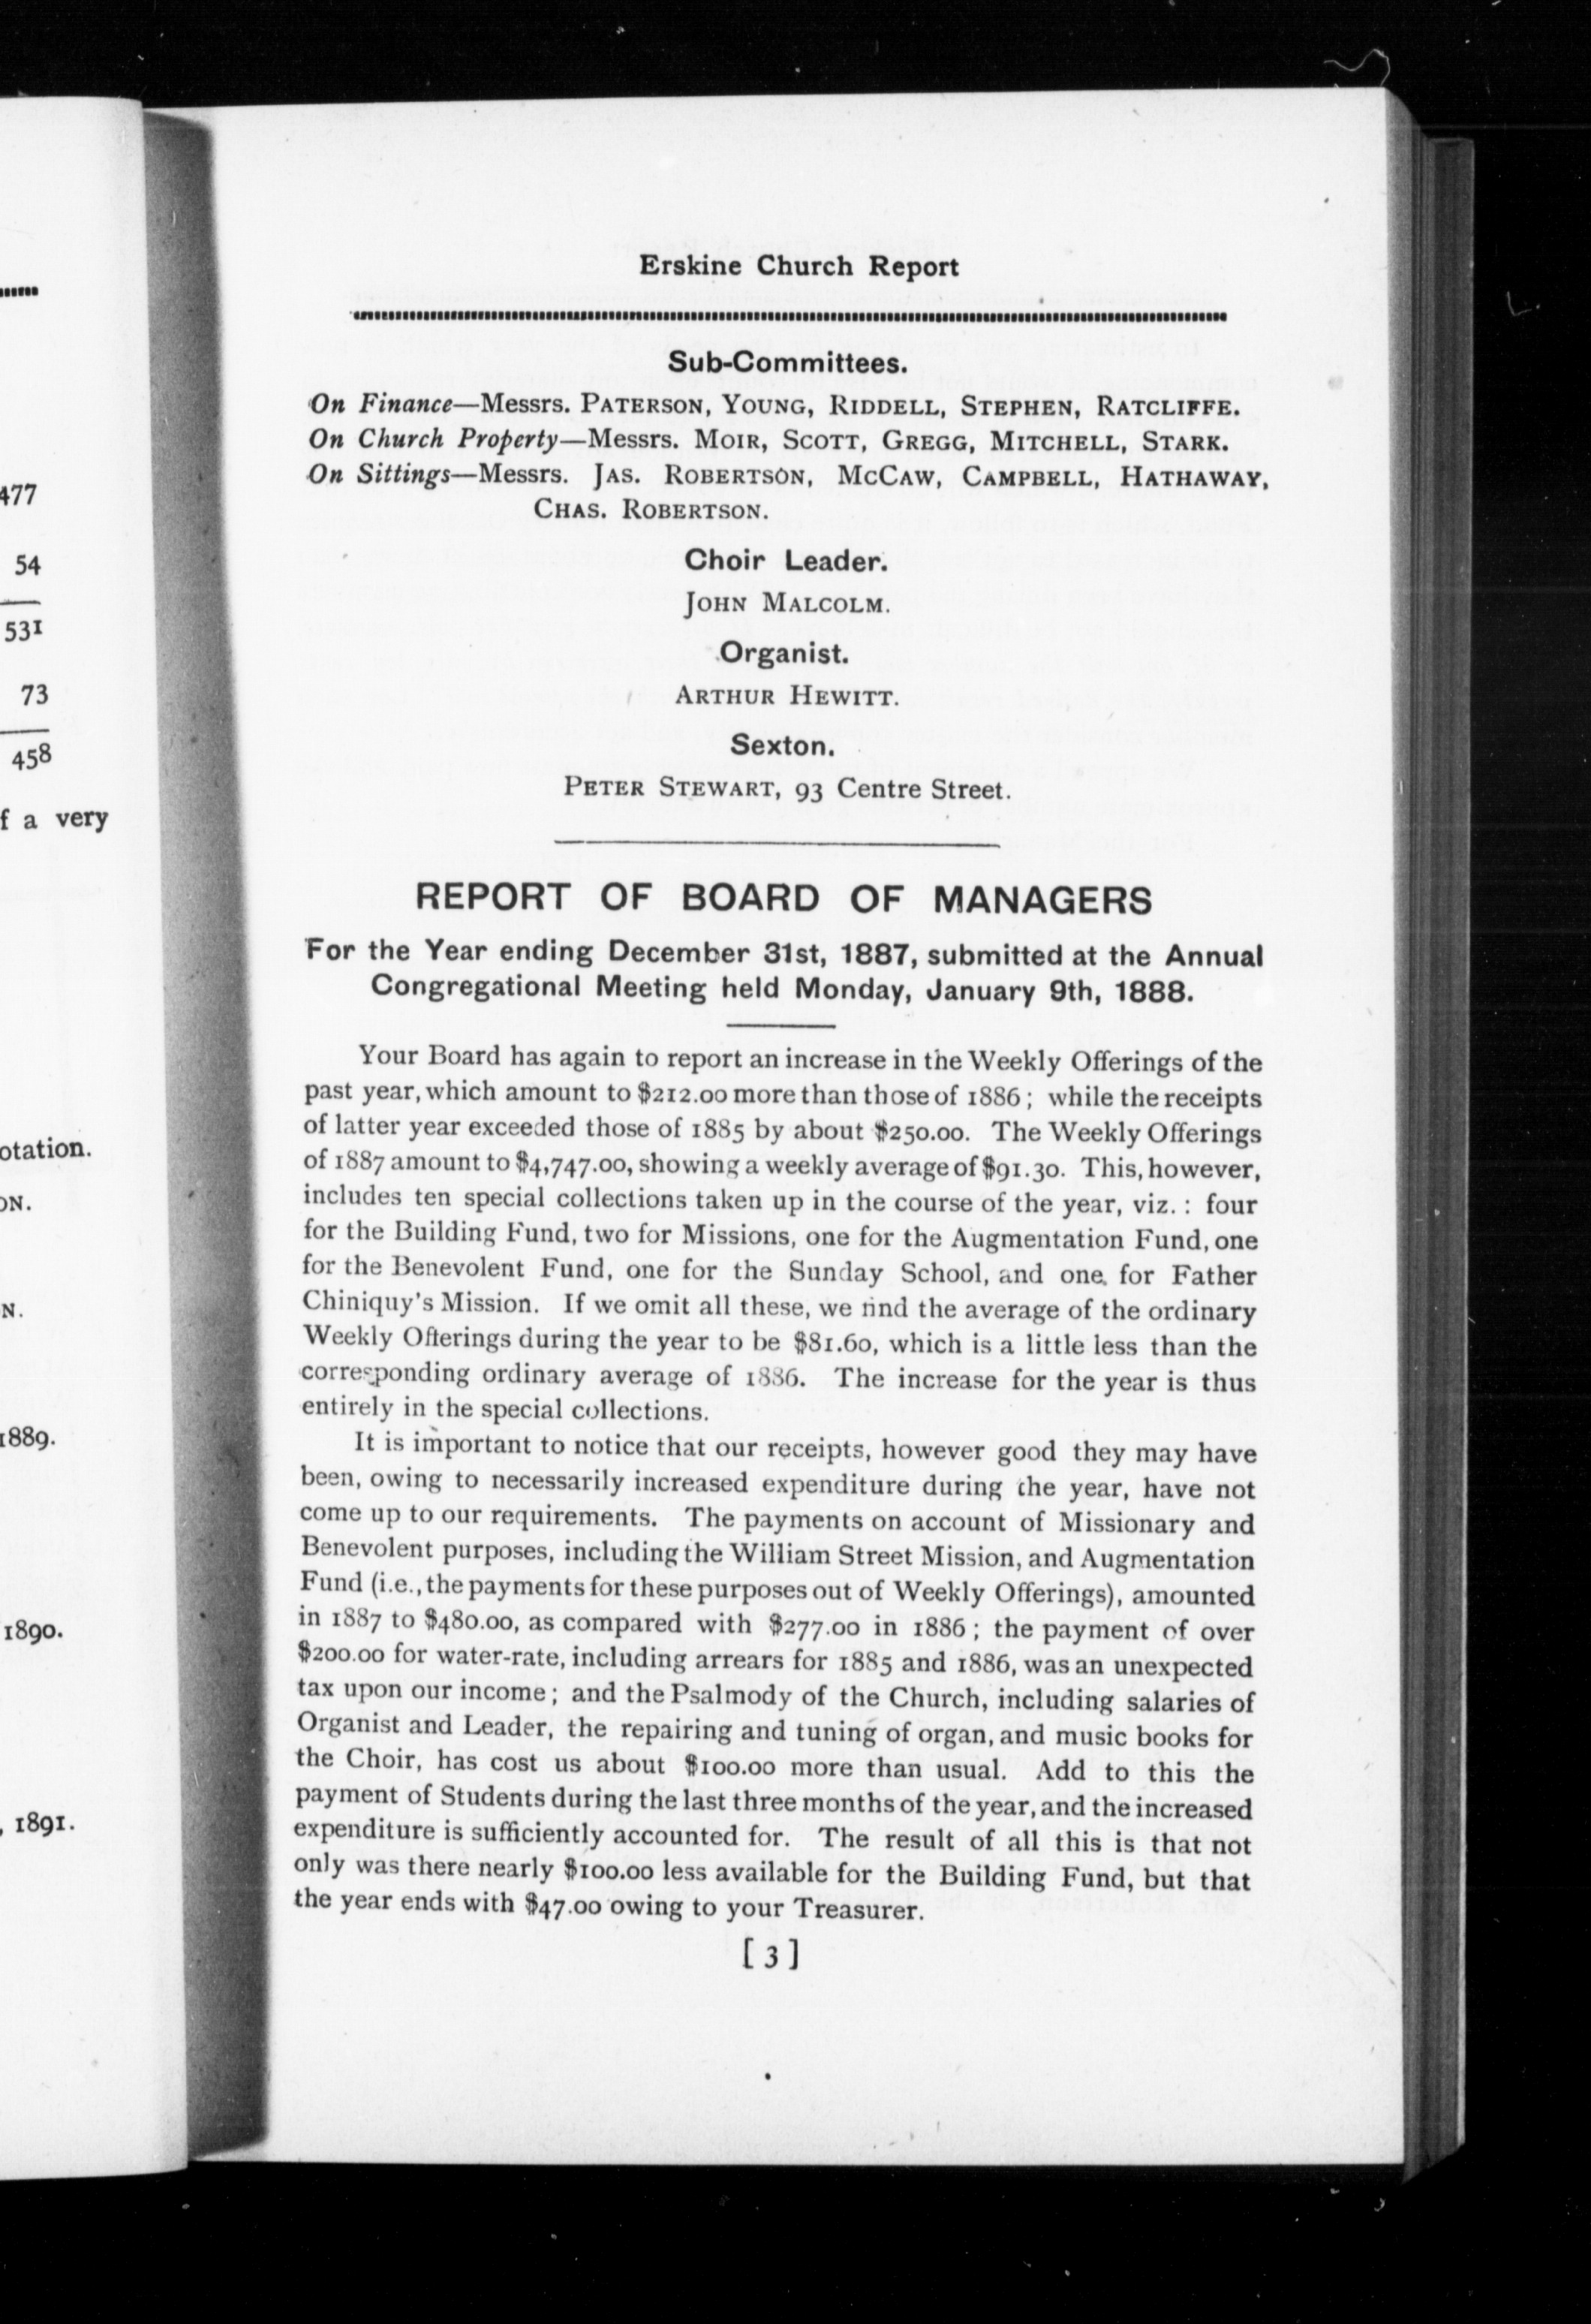 477
54
531
73
458
f a very
otation.
ON.
N.
1889.
1890.
, 1891.
Erskine Church Report
Sub-Committees.
On Finance—Messrs. PATERSON, YOUNG, RIDDELL, STEPHEN, RATCLIFFE.
On Church Property—Messrs. MOIR, SCOTT, GREGG, MITCHELL, STARK.
On Sittings—Messrs. JAS. ROBERTSON, MCCAW, CAMPBELL, HATHAWAY,
CHAS. ROBERTSON.
Choir Leader.
JOHN MALCOLM.
Organist.
ARTHUR HEWITT.
Sexton.
PETER STEWART, 93 Centre Street.
REPORT OF BOARD OF MANAGERS
For the Year ending December 31st, 1887, submitted at the Annual
Congregational Meeting held Monday, January 9th, 1888.
Your Board has again to report an increase in the Weekly Offerings of the
past year, which amount to $212.00 more than those of 1886; while the receipts
of latter year exceeded those of 1885 by about $250.00. The Weekly Offerings
of 1887 amount to $4,747.00, showing a weekly average of $91.30. This, however,
includes ten special collections taken up in the course of the year, viz.: four
for the Building Fund, two for Missions, one for the Augmentation Fund, one
for the Benevolent Fund, one for the Sunday School, and one for Father
Chiniquy's Mission. If we omit all these, we find the average of the ordinary
Weekly Offerings during the year to be $81.60, which is a little less than the
corresponding ordinary average of 1886. The increase for the year is thus
entirely in the special collections.
It is important to notice that our receipts, however good they may have
been, owing to necessarily increased expenditure during the year, have not
come up to our requirements. The payments on account of Missionary and
Benevolent purposes, including the William Street Mission, and Augmentation
Fund (i.e., the payments for these purposes out of Weekly Offerings), amounted
in 1887 to $480.00, as compared with $277.00 in 1886; the payment of over
$200.00 for water-rate, including arrears for 1885 and 1886, was an unexpected
tax upon our income; and the Psalmody of the Church, including salaries of
Organist and Leader, the repairing and tuning of organ, and music books for
the Choir, has cost us about $100.00 more than usual. Add to this the
payment of Students during the last three months of the year, and the increased
expenditure is sufficiently accounted for. The result of all this is that not
only was there nearly $100.00 less available for the Building Fund, but that
the year ends with $47.00 owing to your Treasurer.
[ 3 ]